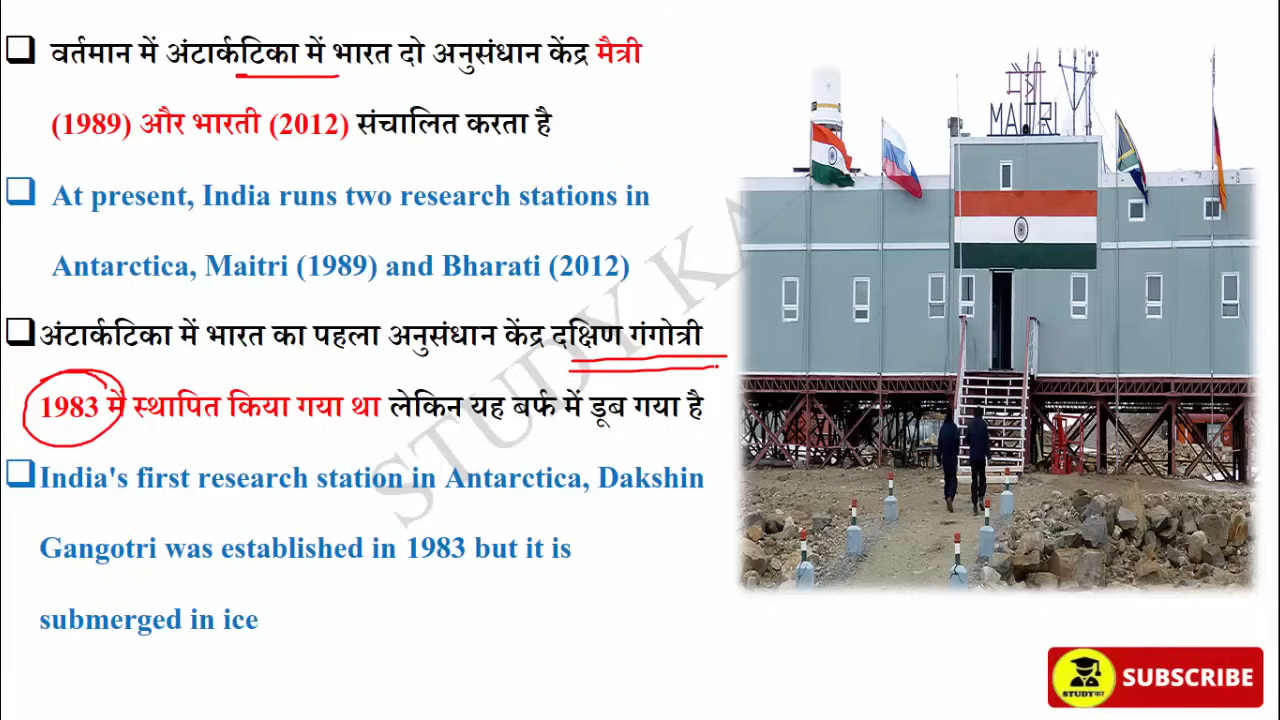 वर्तमान में अंटार्कटिका में भारत दो अनुसंधान केंद्र मैत्री
(1989) और भारती (2012) संचालित करता है
At present, India runs two research stations in
Antarctica, Maitri (1989) and Bharati (2012)
अंटार्कटिका में भारत का पहला अनुसंधान केंद्र दक्षिण गंगोत्री
1983 में स्थापित किया गया था लेकिन यह बर्फ में डूब गया है
India's first research station in Antarctica, Dakshin
Gangotri was established in 1983 but it is
submerged in ice
MAITRI
STUDY KA
SUBSCRIBE